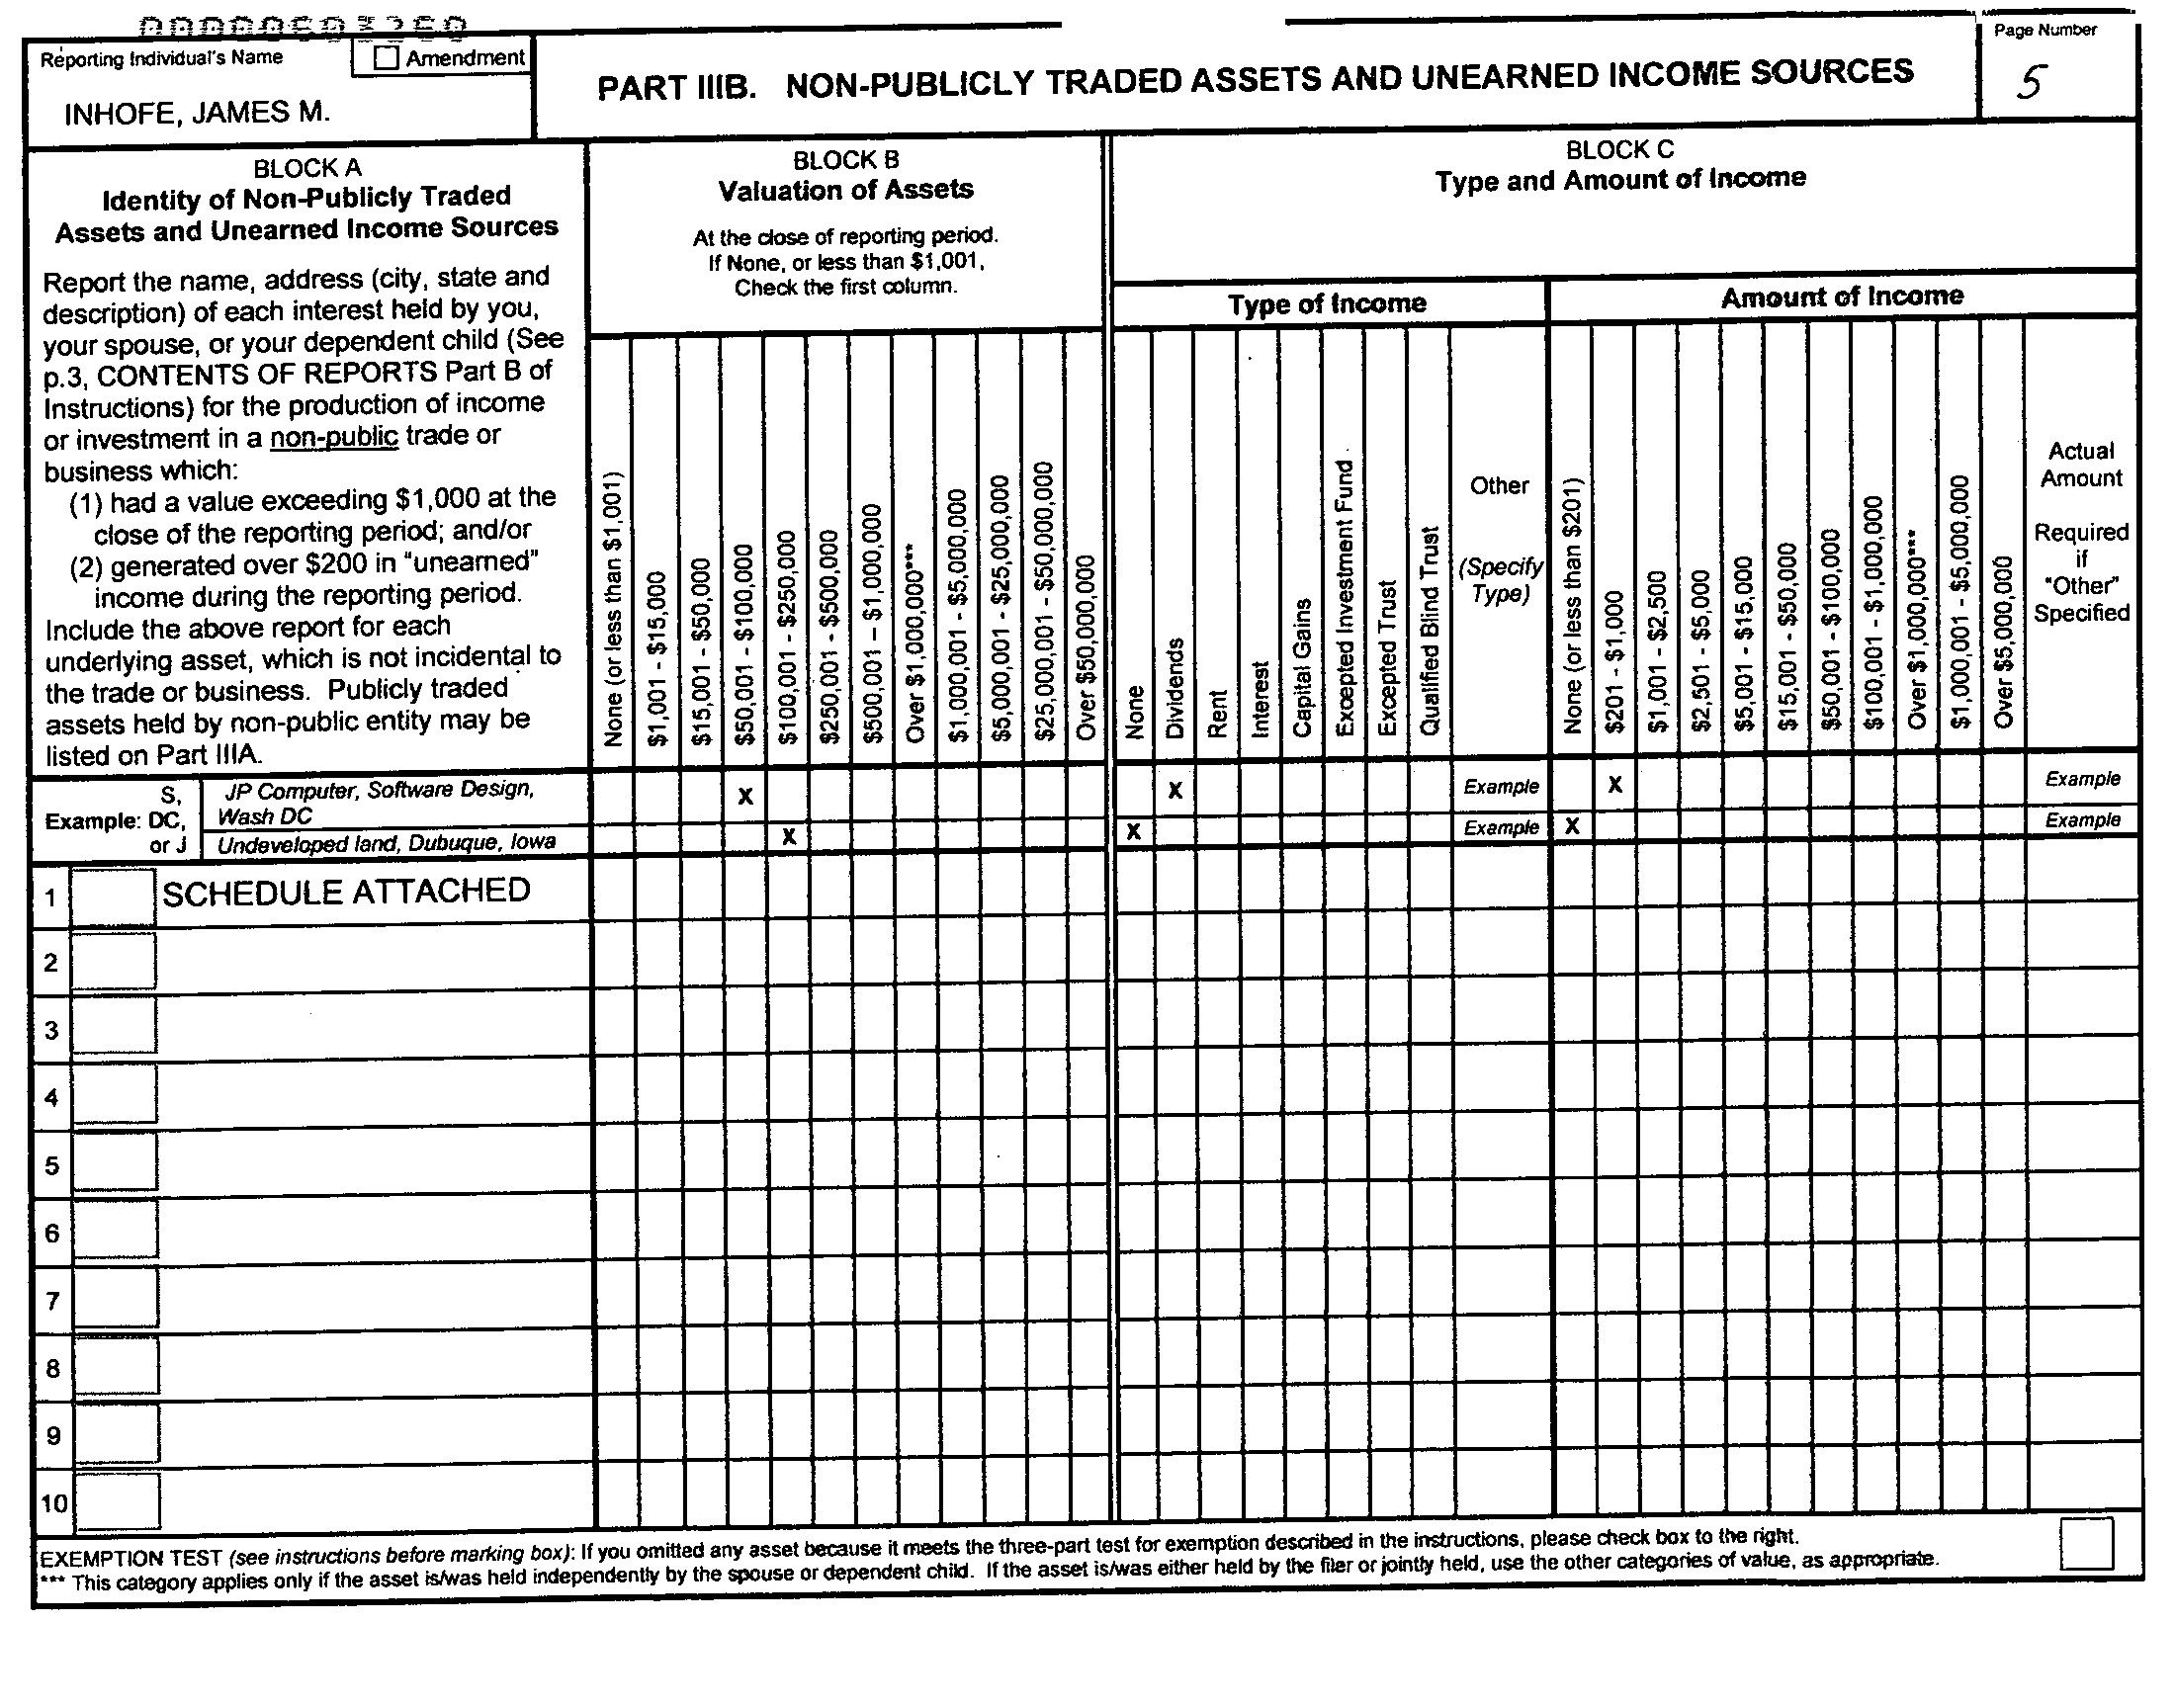 Reporting Individual's Name
Amendment
INHOFE, JAMES M.
PART IIIB. NON-PUBLICLY TRADED ASSETS AND UNEARNED INCOME SOURCES
Page Number
5
BLOCK A
Identity of Non-Publicly Traded
Assets and Unearned Income Sources
Report the name, address (city, state and
description) of each interest held by you,
your spouse, or your dependent child (See
p.3, CONTENTS OF REPORTS Part B of
Instructions) for the production of income
or investment in a non-public trade or
business which:
(1) had a value exceeding $1,000 at the
close of the reporting period; and/or
(2) generated over $200 in "unearned"
income during the reporting period.
Include the above report for each
underlying asset, which is not incidental to
the trade or business. Publicly traded
assets held by non-public entity may be
listed on Part IIIA.
BLOCK B
Valuation of Assets
At the close of reporting period.
If None, or less than $1,001,
Check the first column.
None (or less than $1,001)
$1,001 - $15,000
$15,001 - $50,000
$50,001 - $100,000
$100,001 - $250,000
$250,001 - $500,000
$500,001 – $1,000,000
Over $1,000,000***
$1,000,001 - $5,000,000
$5,000,001 - $25,000,000
$25,000,001 - $50,000,000
Over $50,000,000
BLOCK C
Type and Amount of Income
Type of Income
None
Dividends
Rent
Interest
Capital Gains
Excepted Investment Fund
Excepted Trust
Qualified Blind Trust
Other
(Specify
Type)
Amount of Income
None (or less than $201)
$201 - $1,000
$1,001 - $2,500
$2,501 - $5,000
$5,001 - $15,000
$15,001 - $50,000
$50,001 - $100,000
$100,001 - $1,000,000
Over $1,000,000***
$1,000,001 - $5,000,000
Over $5,000,000
Actual
Amount
Required
if
"Other"
Specified
Example:
S,
DC,
or J
JP Computer, Software Design,
Wash DC
X
X
Example
X
Example
Undeveloped land, Dubuque, Iowa
X
X
Example
X
Example
1
SCHEDULE ATTACHED
2
3
4
5
6
7
8
9
10
EXEMPTION TEST (see instructions before marking box): If you omitted any asset because it meets the three-part test for exemption described in the instructions, please check box to the right.
*** This category applies only if the asset is/was held independently by the spouse or dependent child. If the asset is/was either held by the filer or jointly held, use the other categories of value, as appropriate.